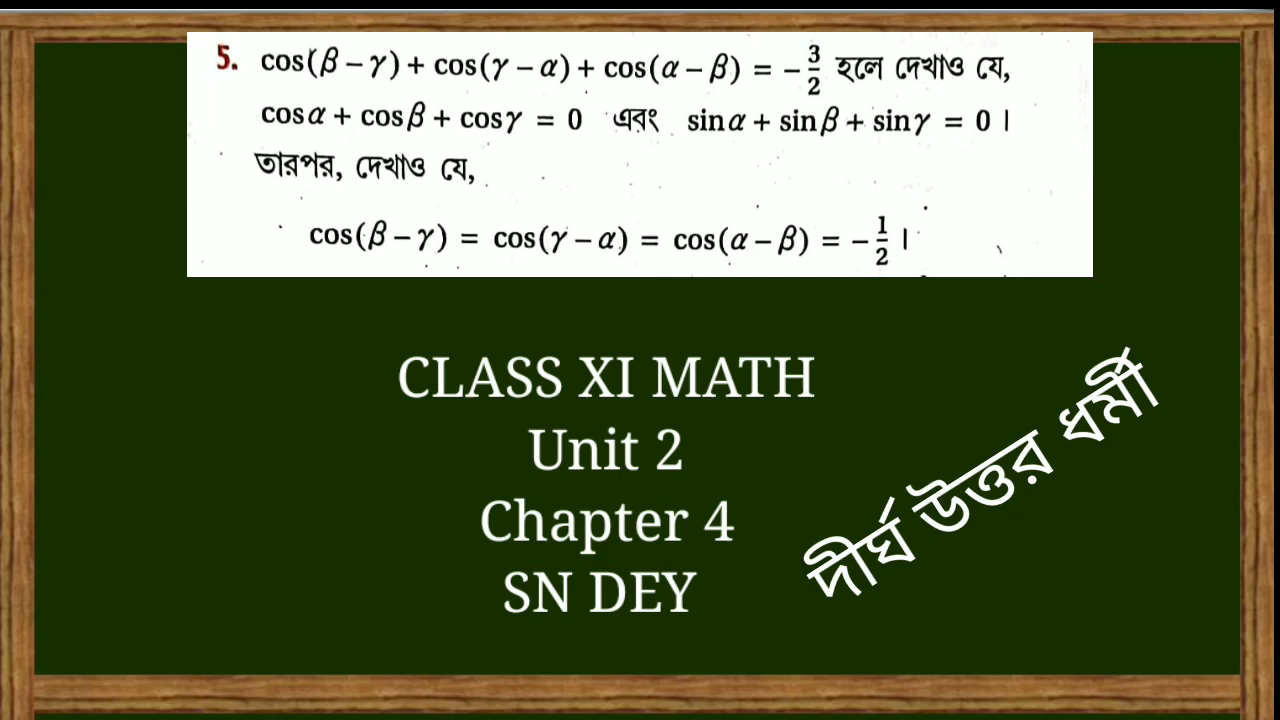 5. cos(β – γ) + cos(γ – α) + cos(α – β) = – 3/2 হলে দেখাও যে,
cosα + cosβ + cosγ = 0 এবং sinα + sinβ + sinγ = 0 ।
তারপর, দেখাও যে,
cos(β – γ) = cos(γ – α) = cos(α – β) = – 1/2 ।
CLASS XI MATH
Unit 2
Chapter 4
SN DEY
দীর্ঘ উত্তর ধর্মী